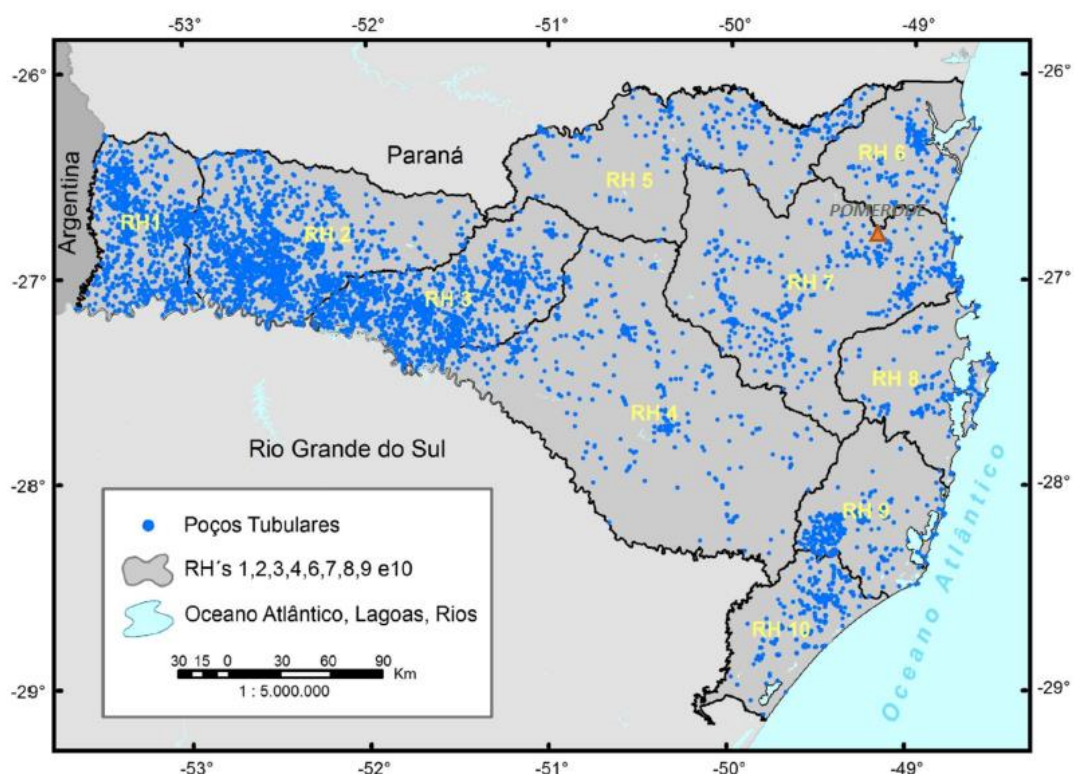 -53° -52° -51° -50° -49°
-26° -26°
Paraná
Argentina
RH 6
RH 5
POMERODE
RH1
RH 2
-27° -27°
RH 7
RH 3
RH 8
RH 4
Rio Grande do Sul
-28° -28°
RH 9
Oceano Atlântico
Poços Tubulares
RH´s 1,2,3,4,6,7,8,9 e10
Oceano Atlântico, Lagoas, Rios
RH 10
30 15 0 30 60 90
Km
1 : 5.000.000
-29° -29°
-53° -52° -51° -50° -49°